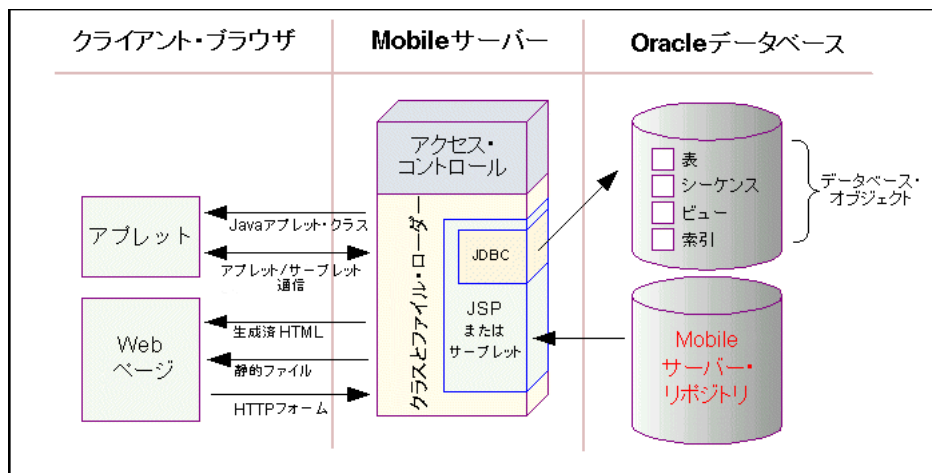 クライアント・ブラウザ
Mobileサーバー
Oracleデータベース
アクセス・
コントロール
クラスとファイル・ローダー
JDBC
JSP
または
サーブレット
アプレット
Javaアプレット・クラス
アプレット/サーブレット
通信
Web
ページ
生成済HTML
静的ファイル
HTTPフォーム
表
シーケンス
ビュー
索引
データベース・
オブジェクト
Mobile
サーバー・
リポジトリ